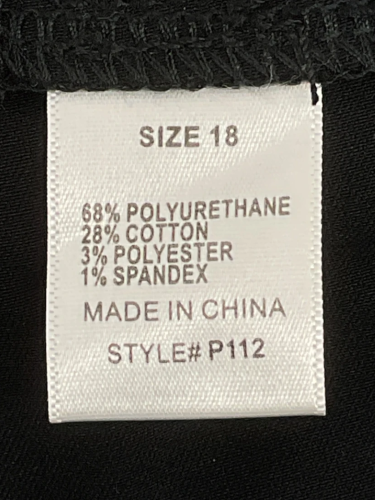 SIZE 18
68% POLYURETHANE
28% COTTON
3% POLYESTER
1% SPANDEX
MADE IN CHINA
STYLE# P112